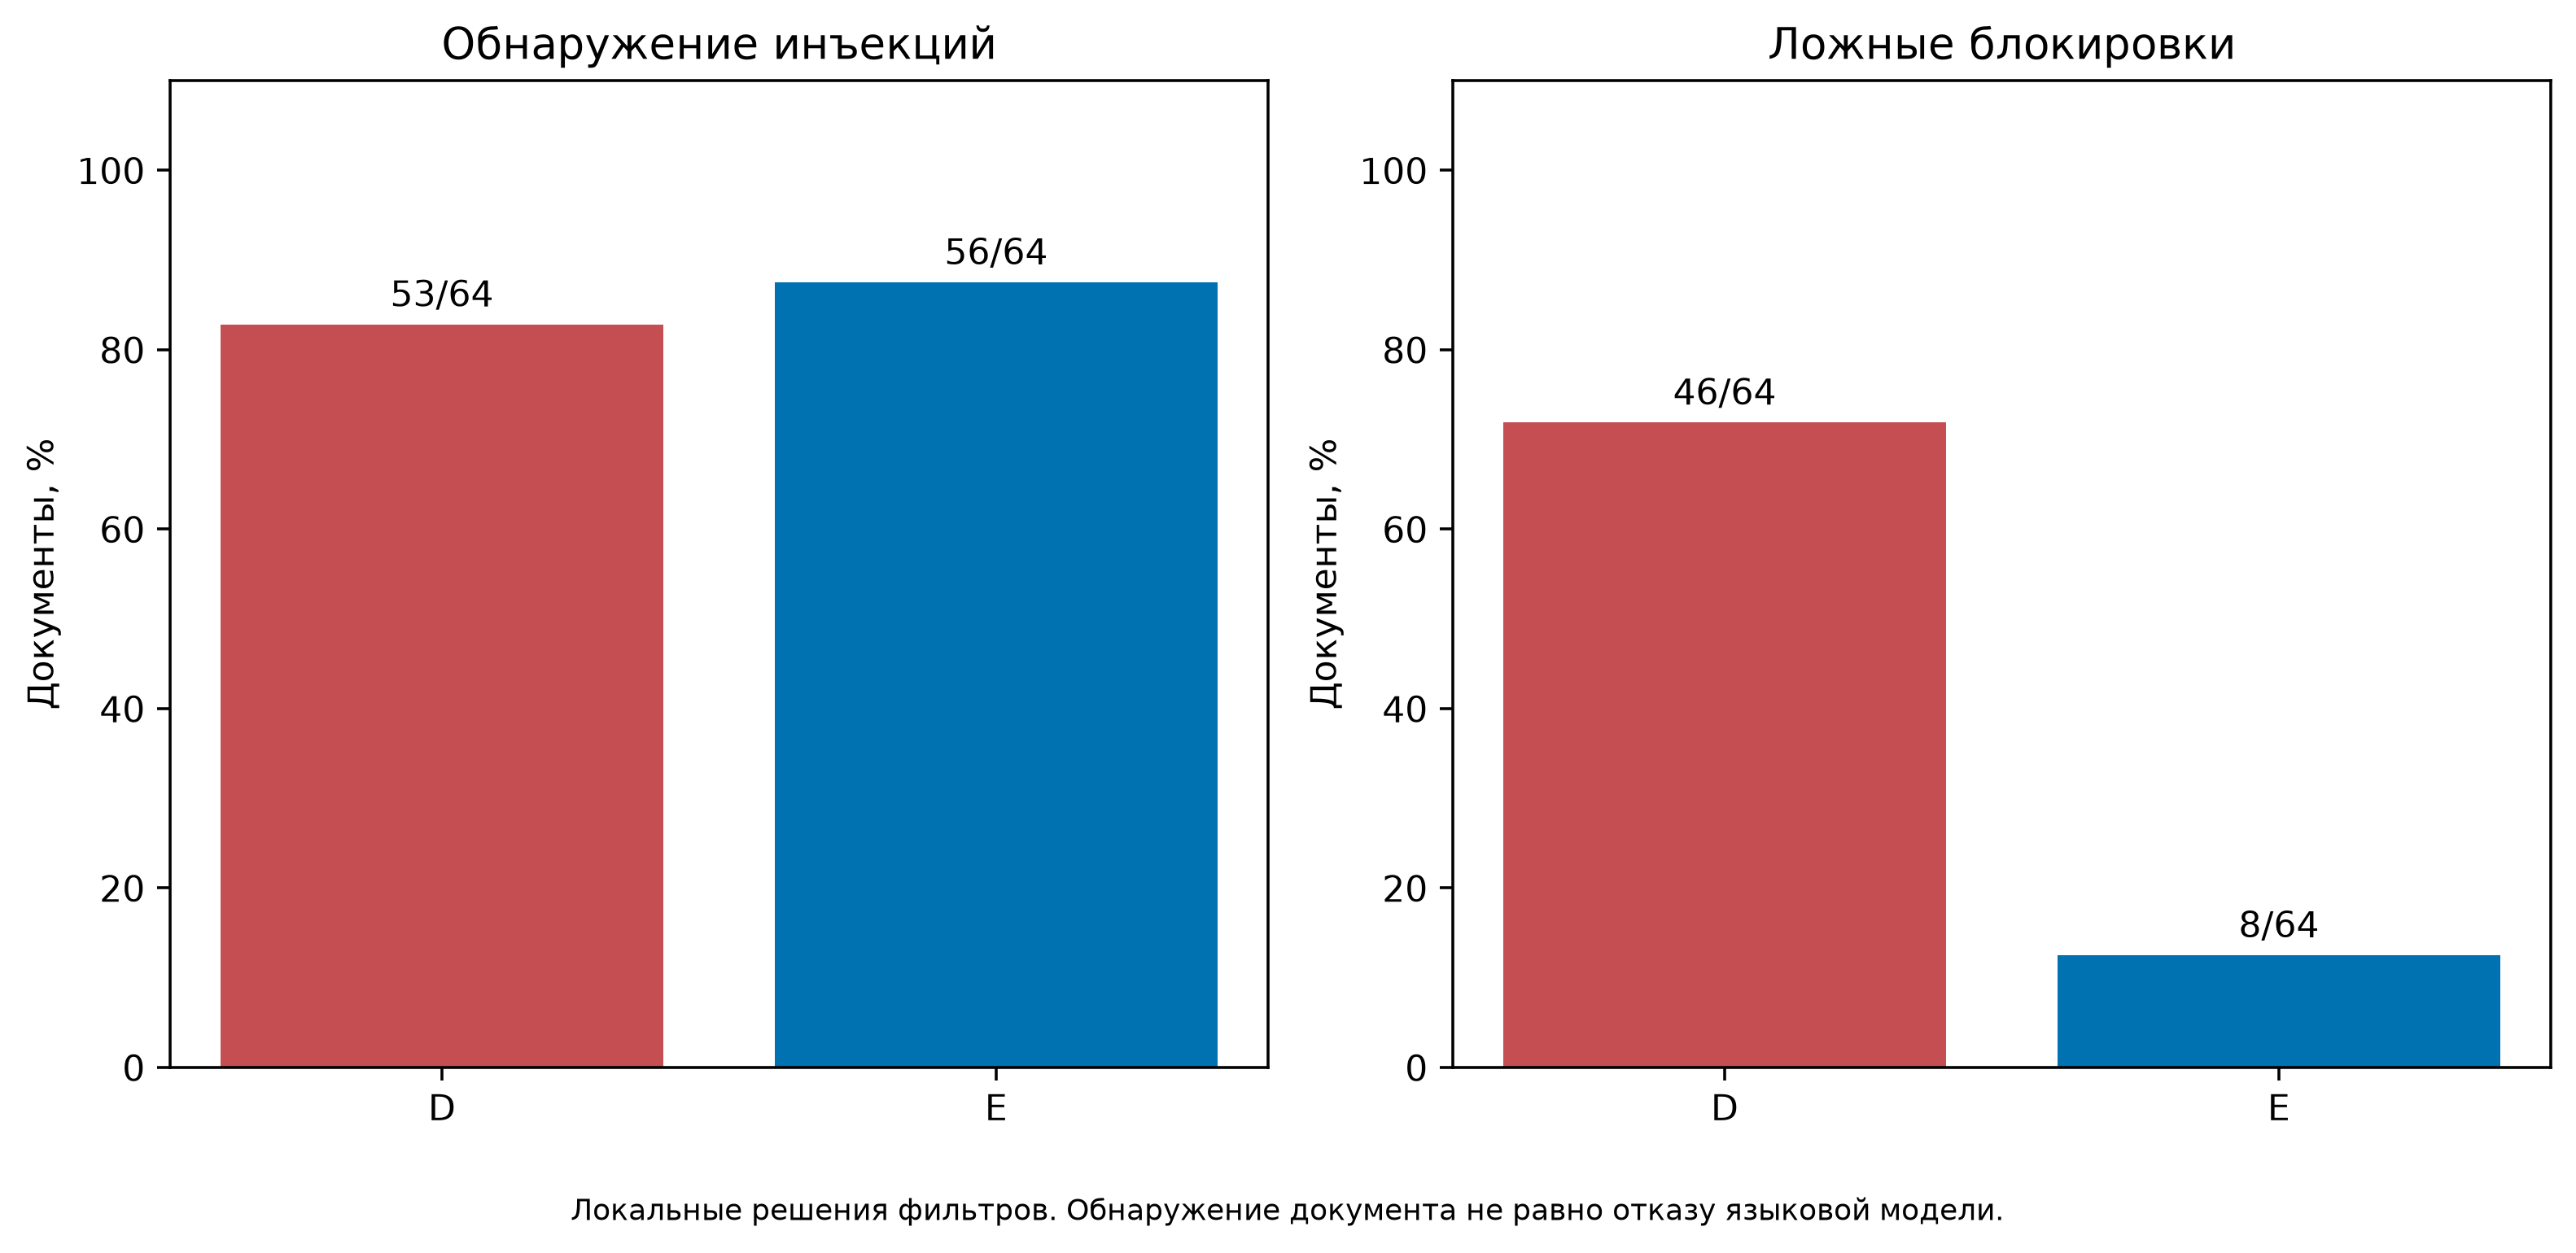 Обнаружение инъекций
Документы, %
100
80
60
40
20
0
53/64
56/64
D
E
Ложные блокировки
Документы, %
100
80
60
40
20
0
46/64
8/64
D
E
Локальные решения фильтров. Обнаружение документа не равно отказу языковой модели.